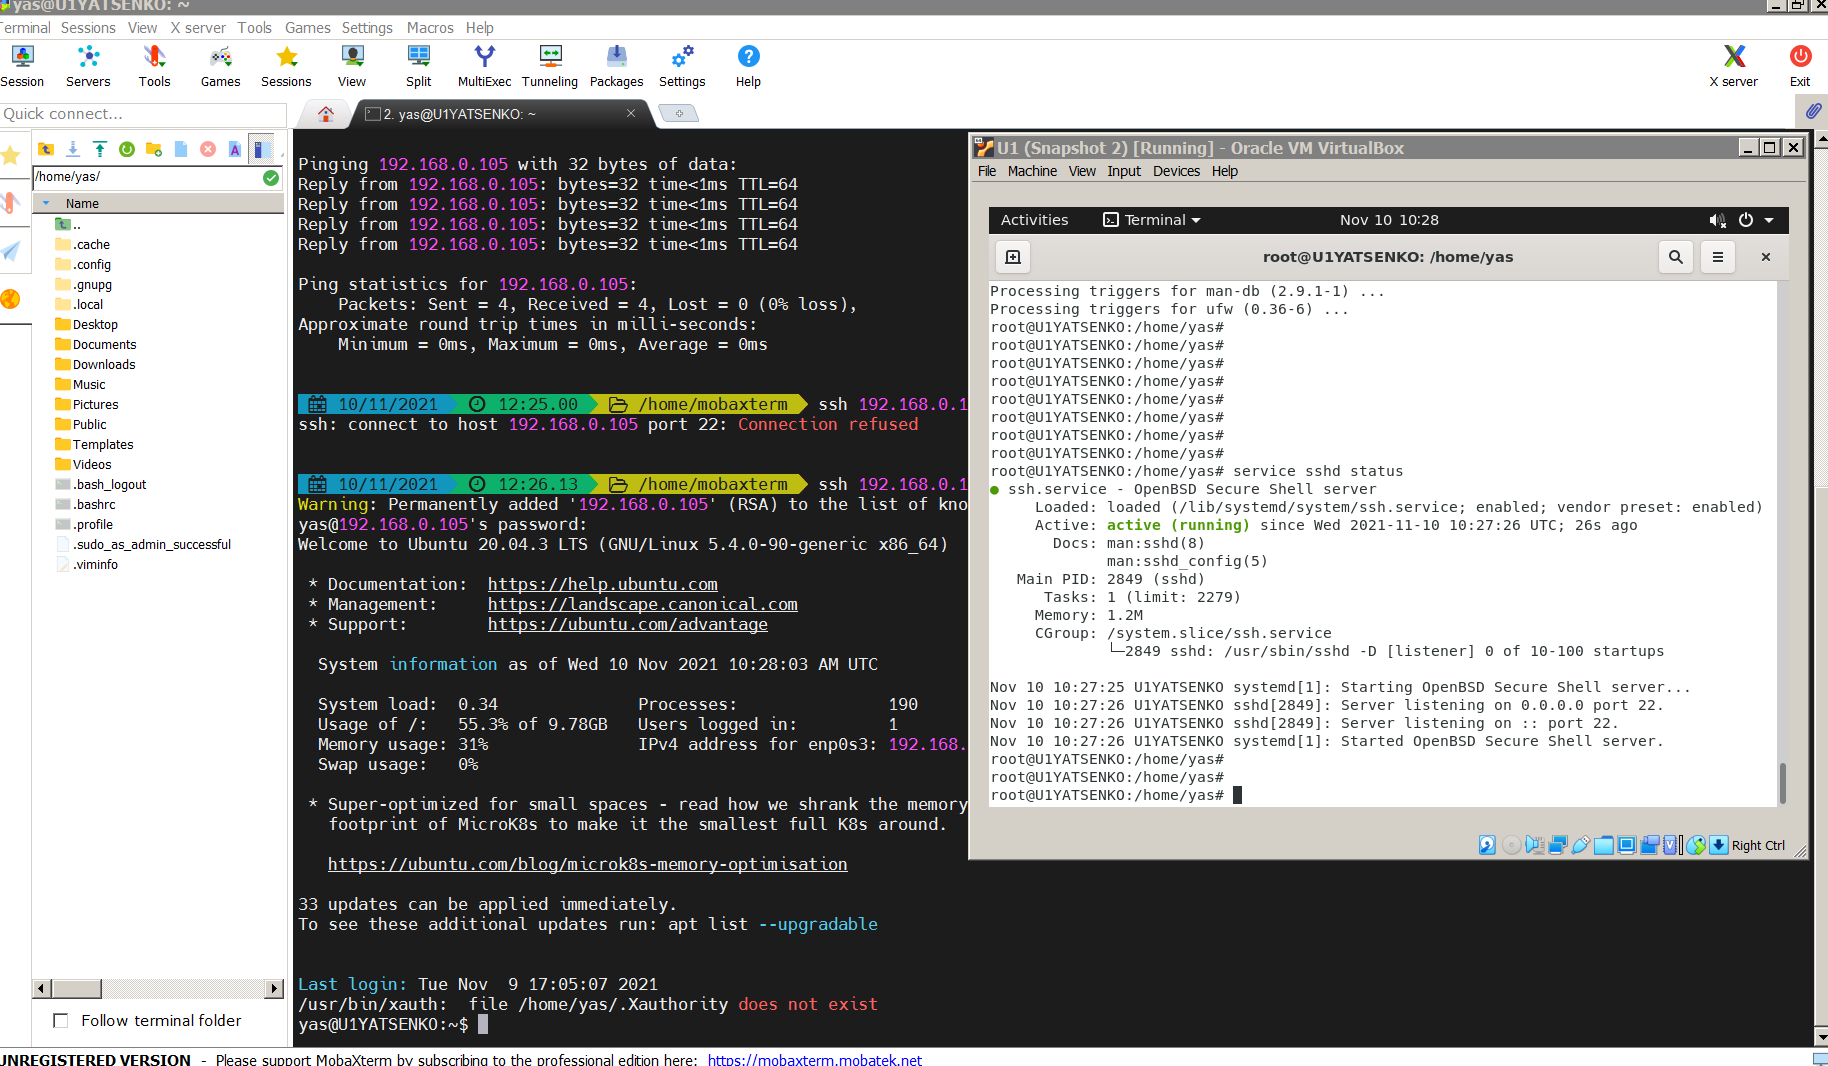 yas@U1YATSENKO: ~
Terminal Sessions View X server Tools Games Settings Macros Help
Session Servers Tools Games Sessions View Split MultiExec Tunneling Packages Settings Help X server Exit
Quick connect...
2. yas@U1YATSENKO: ~
/home/yas/
Name
..
.cache
.config
.gnupg
.local
Desktop
Documents
Downloads
Music
Pictures
Public
Templates
Videos
.bash_logout
.bashrc
.profile
.sudo_as_admin_successful
.viminfo
Follow terminal folder
Pinging 192.168.0.105 with 32 bytes of data:
Reply from 192.168.0.105: bytes=32 time<1ms TTL=64
Reply from 192.168.0.105: bytes=32 time<1ms TTL=64
Reply from 192.168.0.105: bytes=32 time<1ms TTL=64
Reply from 192.168.0.105: bytes=32 time<1ms TTL=64
Ping statistics for 192.168.0.105:
Packets: Sent = 4, Received = 4, Lost = 0 (0% loss),
Approximate round trip times in milli-seconds:
Minimum = 0ms, Maximum = 0ms, Average = 0ms
10/11/2021 12:25.00 /home/mobaxterm ssh 192.168.0.1
ssh: connect to host 192.168.0.105 port 22: Connection refused
10/11/2021 12:26.13 /home/mobaxterm ssh 192.168.0.1
Warning: Permanently added '192.168.0.105' (RSA) to the list of kno
yas@192.168.0.105's password:
Welcome to Ubuntu 20.04.3 LTS (GNU/Linux 5.4.0-90-generic x86_64)
* Documentation: https://help.ubuntu.com
* Management: https://landscape.canonical.com
* Support: https://ubuntu.com/advantage
System information as of Wed 10 Nov 2021 10:28:03 AM UTC
System load: 0.34 Processes: 190
Usage of /: 55.3% of 9.78GB Users logged in: 1
Memory usage: 31% IPv4 address for enp0s3: 192.168.
Swap usage: 0%
* Super-optimized for small spaces - read how we shrank the memory
footprint of MicroK8s to make it the smallest full K8s around.
https://ubuntu.com/blog/microk8s-memory-optimisation
33 updates can be applied immediately.
To see these additional updates run: apt list --upgradable
Last login: Tue Nov  9 17:05:07 2021
/usr/bin/xauth:  file /home/yas/.Xauthority does not exist
yas@U1YATSENKO:~$
U1 (Snapshot 2) [Running] - Oracle VM VirtualBox
File Machine View Input Devices Help
Activities Terminal Nov 10 10:28
root@U1YATSENKO: /home/yas
Processing triggers for man-db (2.9.1-1) ...
Processing triggers for ufw (0.36-6) ...
root@U1YATSENKO:/home/yas#
root@U1YATSENKO:/home/yas#
root@U1YATSENKO:/home/yas#
root@U1YATSENKO:/home/yas#
root@U1YATSENKO:/home/yas#
root@U1YATSENKO:/home/yas#
root@U1YATSENKO:/home/yas#
root@U1YATSENKO:/home/yas#
root@U1YATSENKO:/home/yas# service sshd status
● ssh.service - OpenBSD Secure Shell server
Loaded: loaded (/lib/systemd/system/ssh.service; enabled; vendor preset: enabled)
Active: active (running) since Wed 2021-11-10 10:27:26 UTC; 26s ago
Docs: man:sshd(8)
man:sshd_config(5)
Main PID: 2849 (sshd)
Tasks: 1 (limit: 2279)
Memory: 1.2M
CGroup: /system.slice/ssh.service
└─2849 sshd: /usr/sbin/sshd -D [listener] 0 of 10-100 startups
Nov 10 10:27:25 U1YATSENKO systemd[1]: Starting OpenBSD Secure Shell server...
Nov 10 10:27:26 U1YATSENKO sshd[2849]: Server listening on 0.0.0.0 port 22.
Nov 10 10:27:26 U1YATSENKO sshd[2849]: Server listening on :: port 22.
Nov 10 10:27:26 U1YATSENKO systemd[1]: Started OpenBSD Secure Shell server.
root@U1YATSENKO:/home/yas#
root@U1YATSENKO:/home/yas#
root@U1YATSENKO:/home/yas#
Right Ctrl
UNREGISTERED VERSION - Please support MobaXterm by subscribing to the professional edition here: https://mobaxterm.mobatek.net